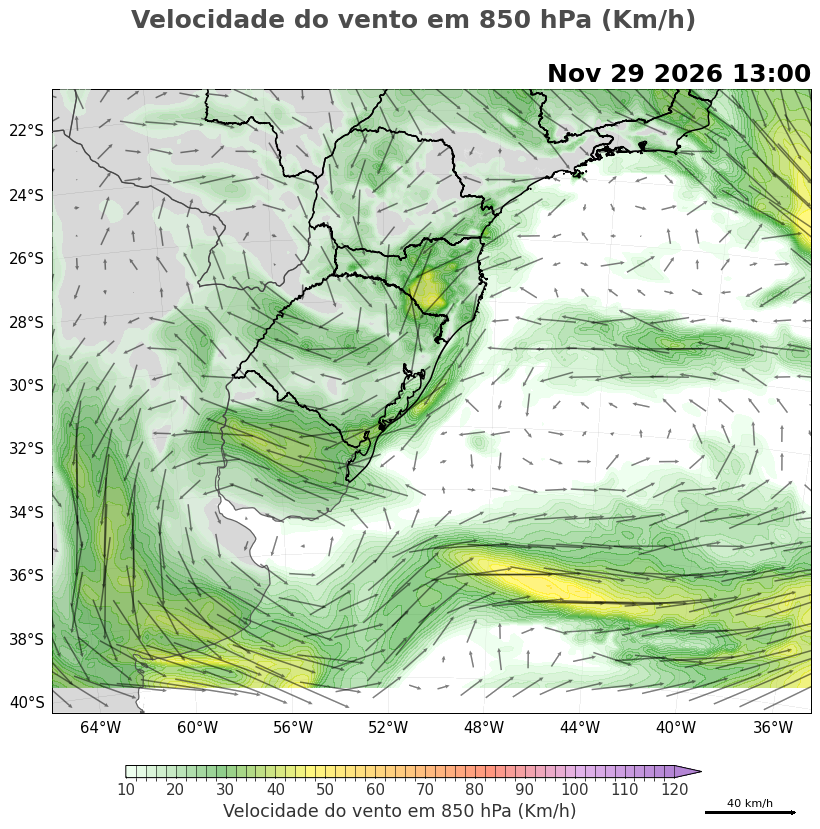 Velocidade do vento em 850 hPa (Km/h)
Nov 29 2026 13:00
22°S
24°S
26°S
28°S
30°S
32°S
34°S
36°S
38°S
40°S
64°W 60°W 56°W 52°W 48°W 44°W 40°W 36°W
10 20 30 40 50 60 70 80 90 100 110 120
Velocidade do vento em 850 hPa (Km/h)
40 km/h